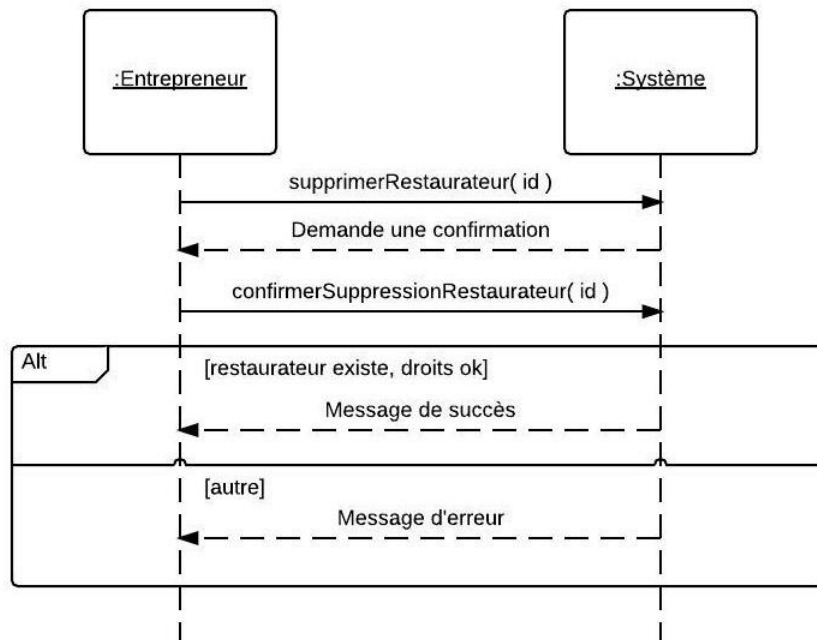 :Entrepreneur
:Système
supprimerRestaurateur( id )
Demande une confirmation
confirmerSuppressionRestaurateur( id )
Alt
[restaurateur existe, droits ok]
Message de succès
[autre]
Message d'erreur